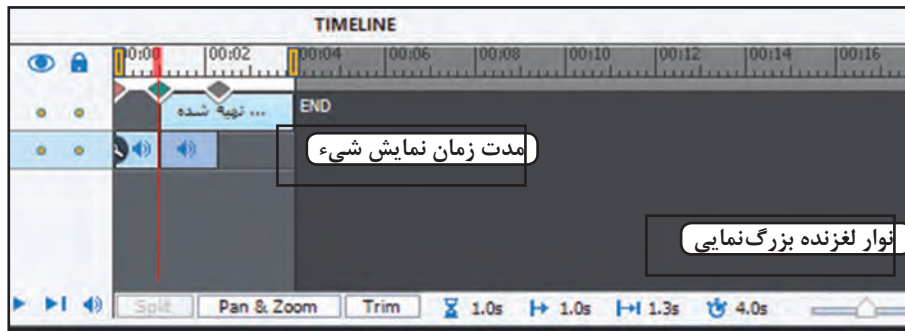 TIMELINE
00:00 00:02 00:04 00:06 00:08 00:10 00:12 00:14 00:16
... تهیه شده END
مدت زمان نمایش شیء
نوار لغزنده بزرگ‌نمایی
Split Pan & Zoom Trim 1.0s 1.0s 1.3s 4.0s